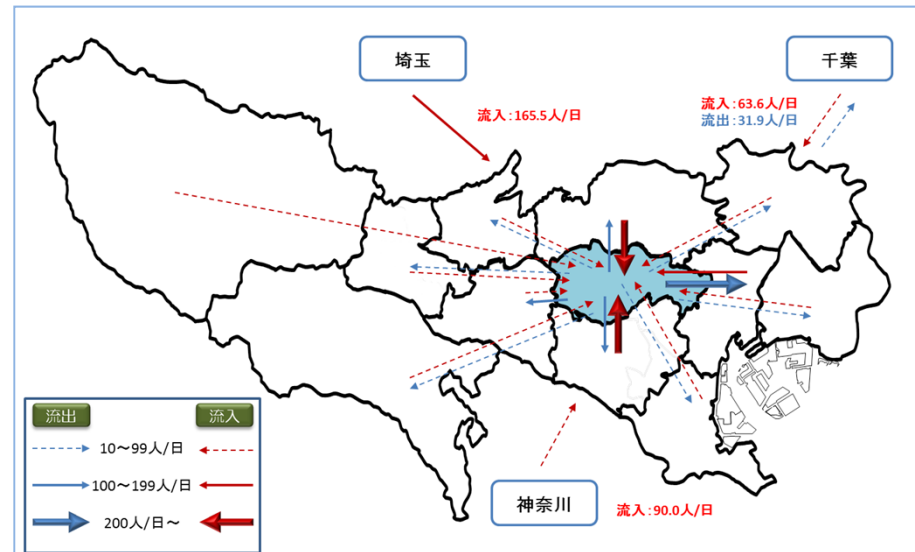 埼玉
千葉
流入:165.5人/日
流入:63.6人/日
流出:31.9人/日
流出
流入
10~99人/日
100~199人/日
200人/日~
神奈川
流入:90.0人/日